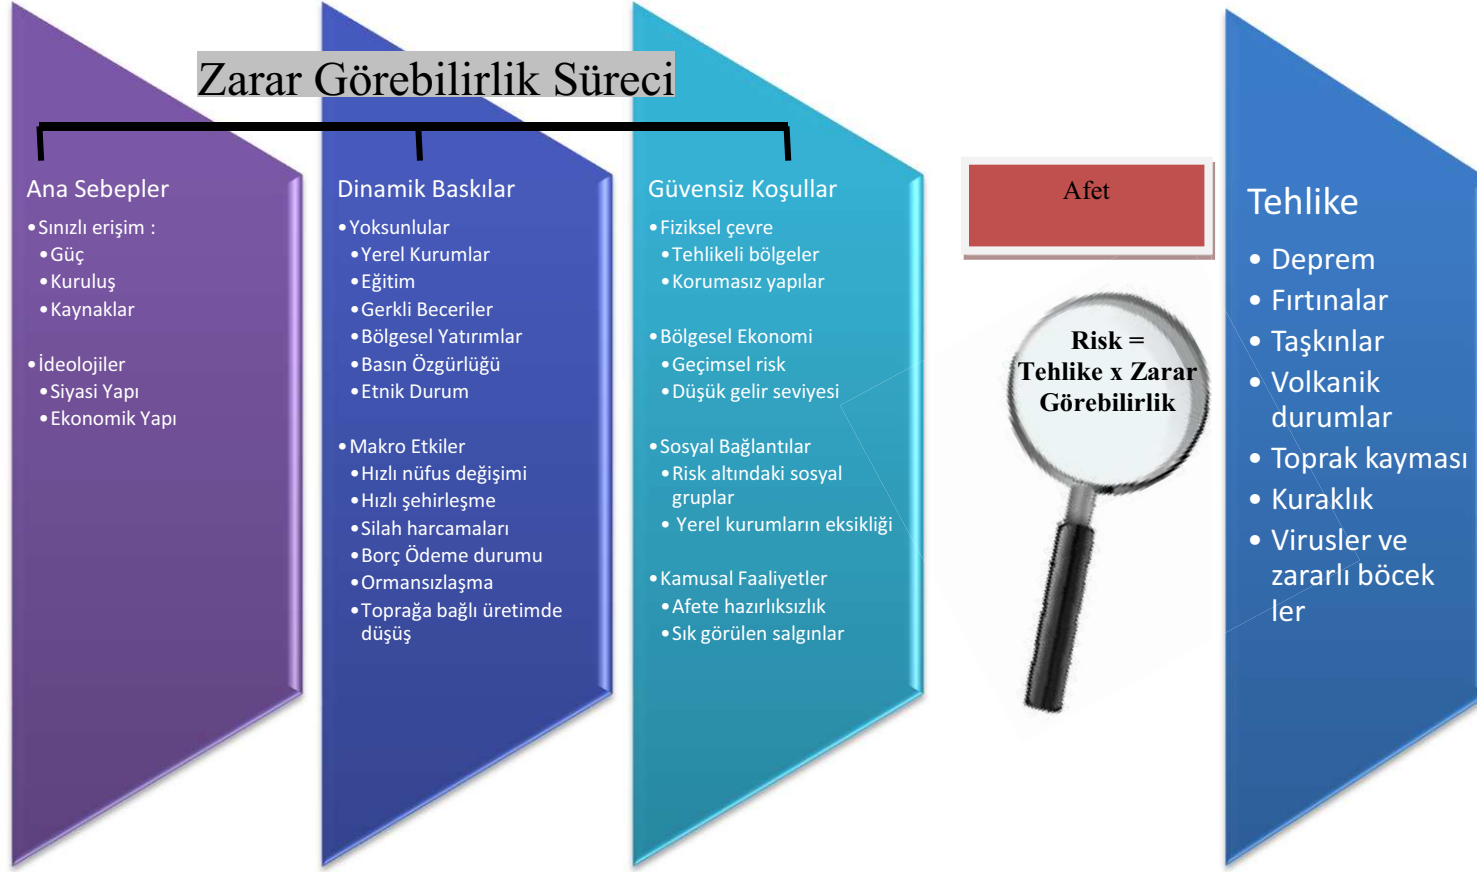 Zarar Görebilirlik Süreci
Ana Sebepler
•Sınızlı erişim :
•Güç
•Kuruluş
•Kaynaklar
•İdeolojiler
•Siyasi Yapı
•Ekonomik Yapı
Dinamik Baskılar
•Yoksunlular
•Yerel Kurumlar
•Eğitim
•Gerkli Beceriler
•Bölgesel Yatırımlar
•Basın Özgürlüğü
•Etnik Durum
•Makro Etkiler
•Hızlı nüfus değişimi
•Hızlı şehirleşme
•Silah harcamaları
•Borç Ödeme durumu
•Ormansızlaşma
•Toprağa bağlı üretimde
düşüş
Güvensiz Koşullar
•Fiziksel çevre
•Tehlikeli bölgeler
•Korumasız yapılar
•Bölgesel Ekonomi
•Geçimsel risk
•Düşük gelir seviyesi
•Sosyal Bağlantılar
•Risk altındaki sosyal
gruplar
• Yerel kurumların eksikliği
•Kamusal Faaliyetler
•Afete hazırlıksızlık
•Sık görülen salgınlar
Afet
Risk =
Tehlike x Zarar
Görebilirlik
Tehlike
• Deprem
• Fırtınalar
• Taşkınlar
• Volkanik
durumlar
• Toprak kayması
• Kuraklık
• Virusler ve
zararlı böcek
ler